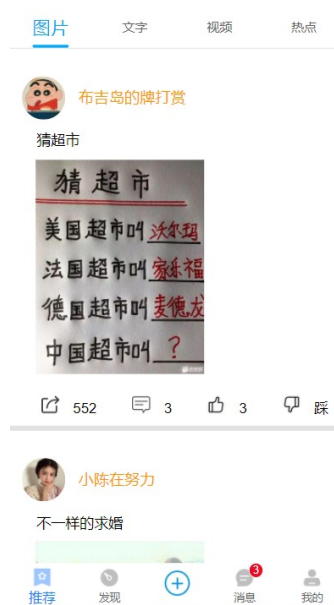 图片 文字 视频 热点
布吉岛的牌打赏
猜超市
猜超市
美国超市叫沃尔玛
法国超市叫家乐福
德国超市叫麦德龙
中国超市叫?
552 3 3 踩
小陈在努力
不一样的求婚
3
推荐 发现 消息 我的